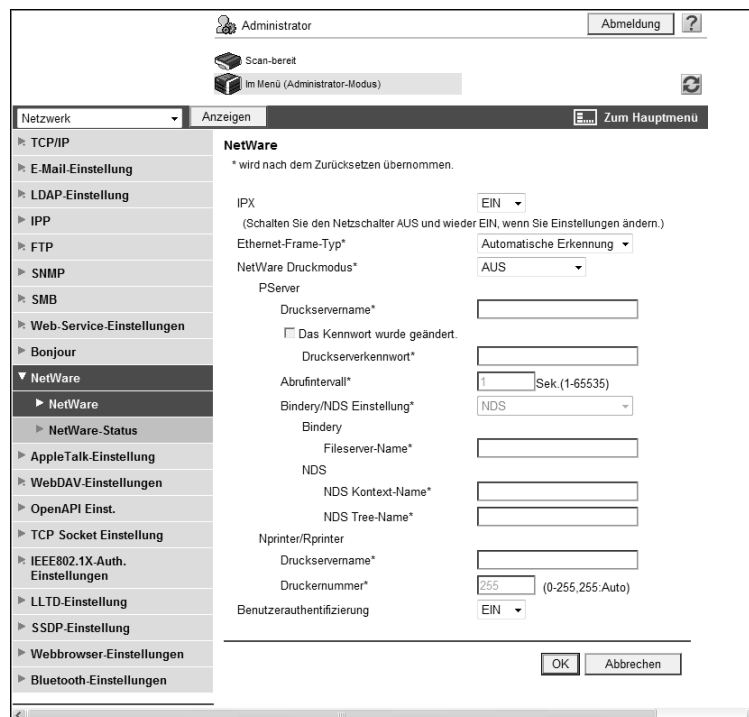 Administrator
Abmeldung
?
Scan-bereit
Im Menü (Administrator-Modus)
Netzwerk
Anzeigen
Zum Hauptmenü
TCP/IP
E-Mail-Einstellung
LDAP-Einstellung
IPP
FTP
SNMP
SMB
Web-Service-Einstellungen
Bonjour
NetWare
NetWare
NetWare-Status
AppleTalk-Einstellung
WebDAV-Einstellungen
OpenAPI Einst.
TCP Socket Einstellung
IEEE802.1X-Auth.
Einstellungen
LLTD-Einstellung
SSDP-Einstellung
Webbrowser-Einstellungen
Bluetooth-Einstellungen
NetWare
* wird nach dem Zurücksetzen übernommen.
IPX EIN
(Schalten Sie den Netzschalter AUS und wieder EIN, wenn Sie Einstellungen ändern.)
Ethernet-Frame-Typ* Automatische Erkennung
NetWare Druckmodus* AUS
PServer
Druckservername*
Das Kennwort wurde geändert.
Druckserverkennwort*
Abrufintervall* 1 Sek.(1-65535)
Bindery/NDS Einstellung* NDS
Bindery
Fileserver-Name*
NDS
NDS Kontext-Name*
NDS Tree-Name*
Nprinter/Rprinter
Druckservername*
Druckernummer* 255 (0-255,255:Auto)
Benutzerauthentifizierung EIN
OK Abbrechen